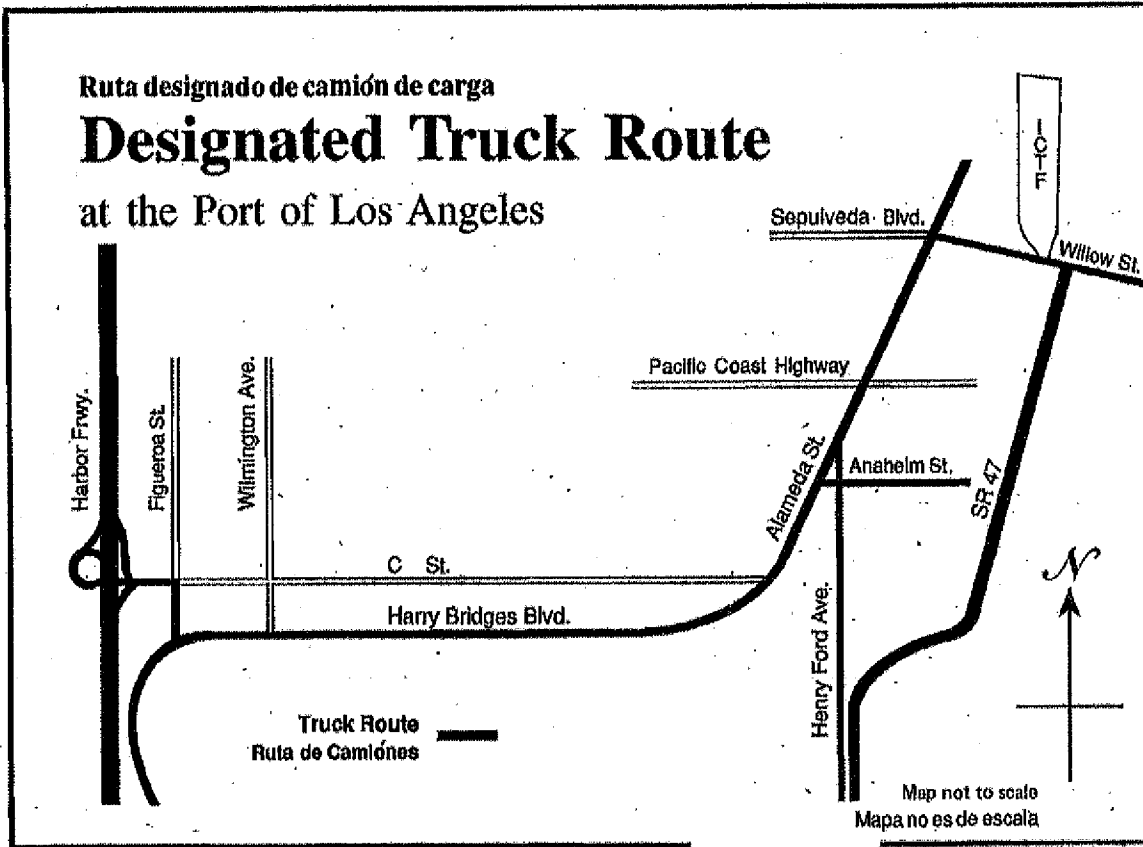 Ruta designado de camión de carga
Designated Truck Route
at the Port of Los Angeles
ICTF
Sepulveda Blvd.
Willow St.
Pacific Coast Highway
Harbor Frwy.
Figueroa St.
Wilmington Ave.
Alameda St.
Anaheim St.
SR 47
C St.
Harry Bridges Blvd.
Henry Ford Ave.
N
Truck Route
Ruta de Camiónes
Map not to scale
Mapa no es de escala